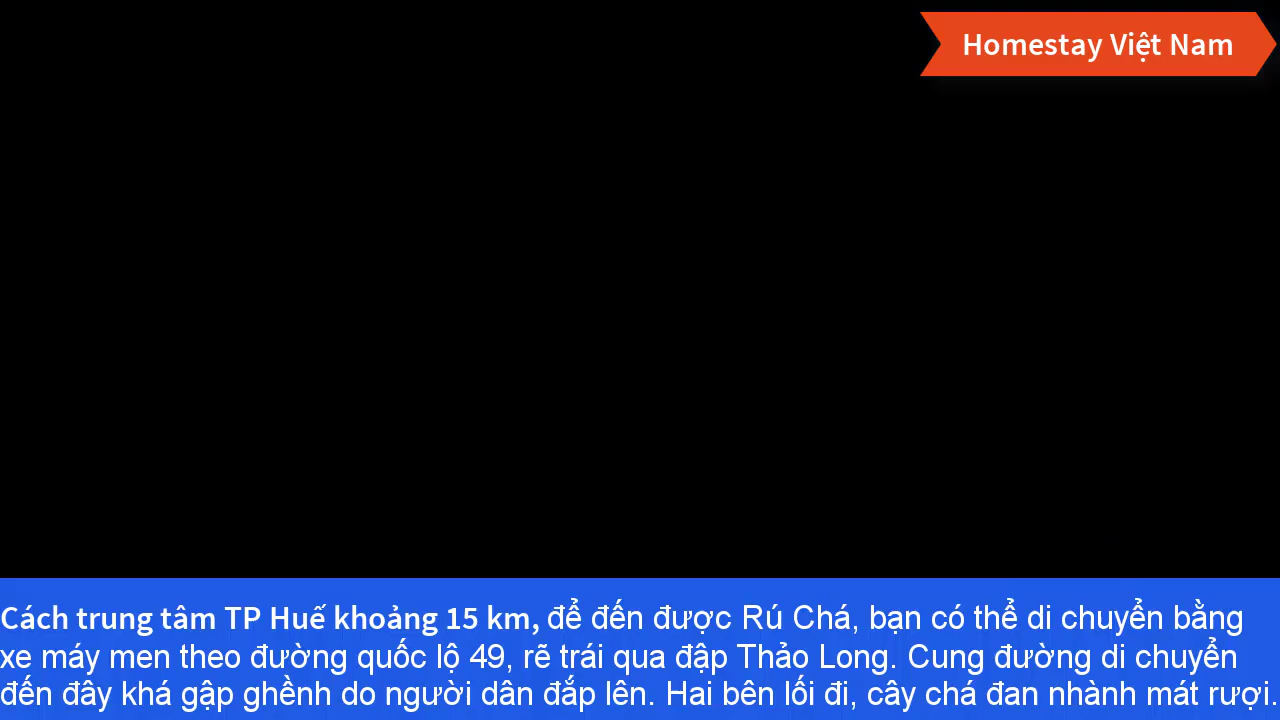 Homestay Việt Nam
Cách trung tâm TP Huế khoảng 15 km, để đến được Rú Chá, bạn có thể di chuyển bằng
xe máy men theo đường quốc lộ 49, rẽ trái qua đập Thảo Long. Cung đường di chuyển
đến đây khá gập ghềnh do người dân đắp lên. Hai bên lối đi, cây chá đan nhành mát rượi.